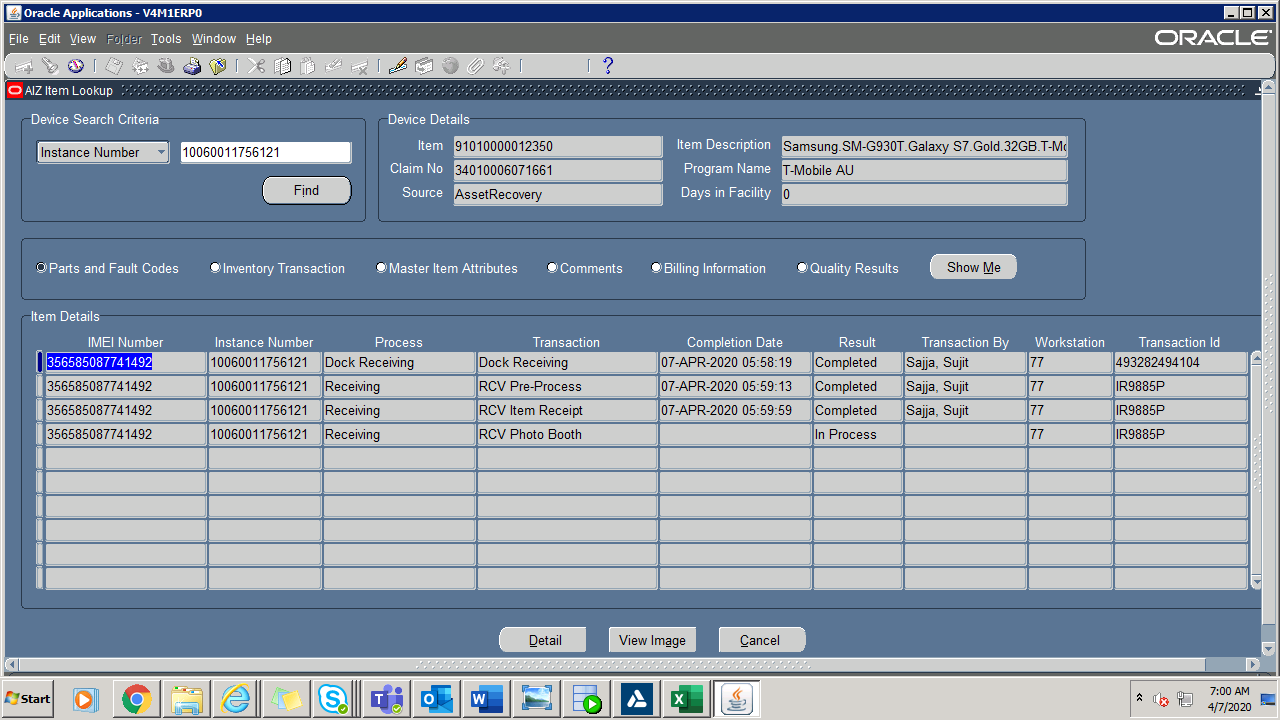 Oracle Applications - V4M1ERP0
File Edit View Folder Tools Window Help
ORACLE
AIZ Item Lookup
Device Search Criteria
Instance Number 10060011756121
Find
Device Details
Item 91010000012350 Item Description Samsung.SM-G930T.Galaxy S7.Gold.32GB.T-Mo
Claim No 34010006071661 Program Name T-Mobile AU
Source AssetRecovery Days in Facility 0
Parts and Fault Codes Inventory Transaction Master Item Attributes Comments Billing Information Quality Results Show Me
Item Details
IMEI Number Instance Number Process Transaction Completion Date Result Transaction By Workstation Transaction Id
356585087741492 10060011756121 Dock Receiving Dock Receiving 07-APR-2020 05:58:19 Completed Sajja, Sujit 77 493282494104
356585087741492 10060011756121 Receiving RCV Pre-Process 07-APR-2020 05:59:13 Completed Sajja, Sujit 77 IR9885P
356585087741492 10060011756121 Receiving RCV Item Receipt 07-APR-2020 05:59:59 Completed Sajja, Sujit 77 IR9885P
356585087741492 10060011756121 Receiving RCV Photo Booth In Process 77 IR9885P
Detail View Image Cancel
Start 7:00 AM
4/7/2020